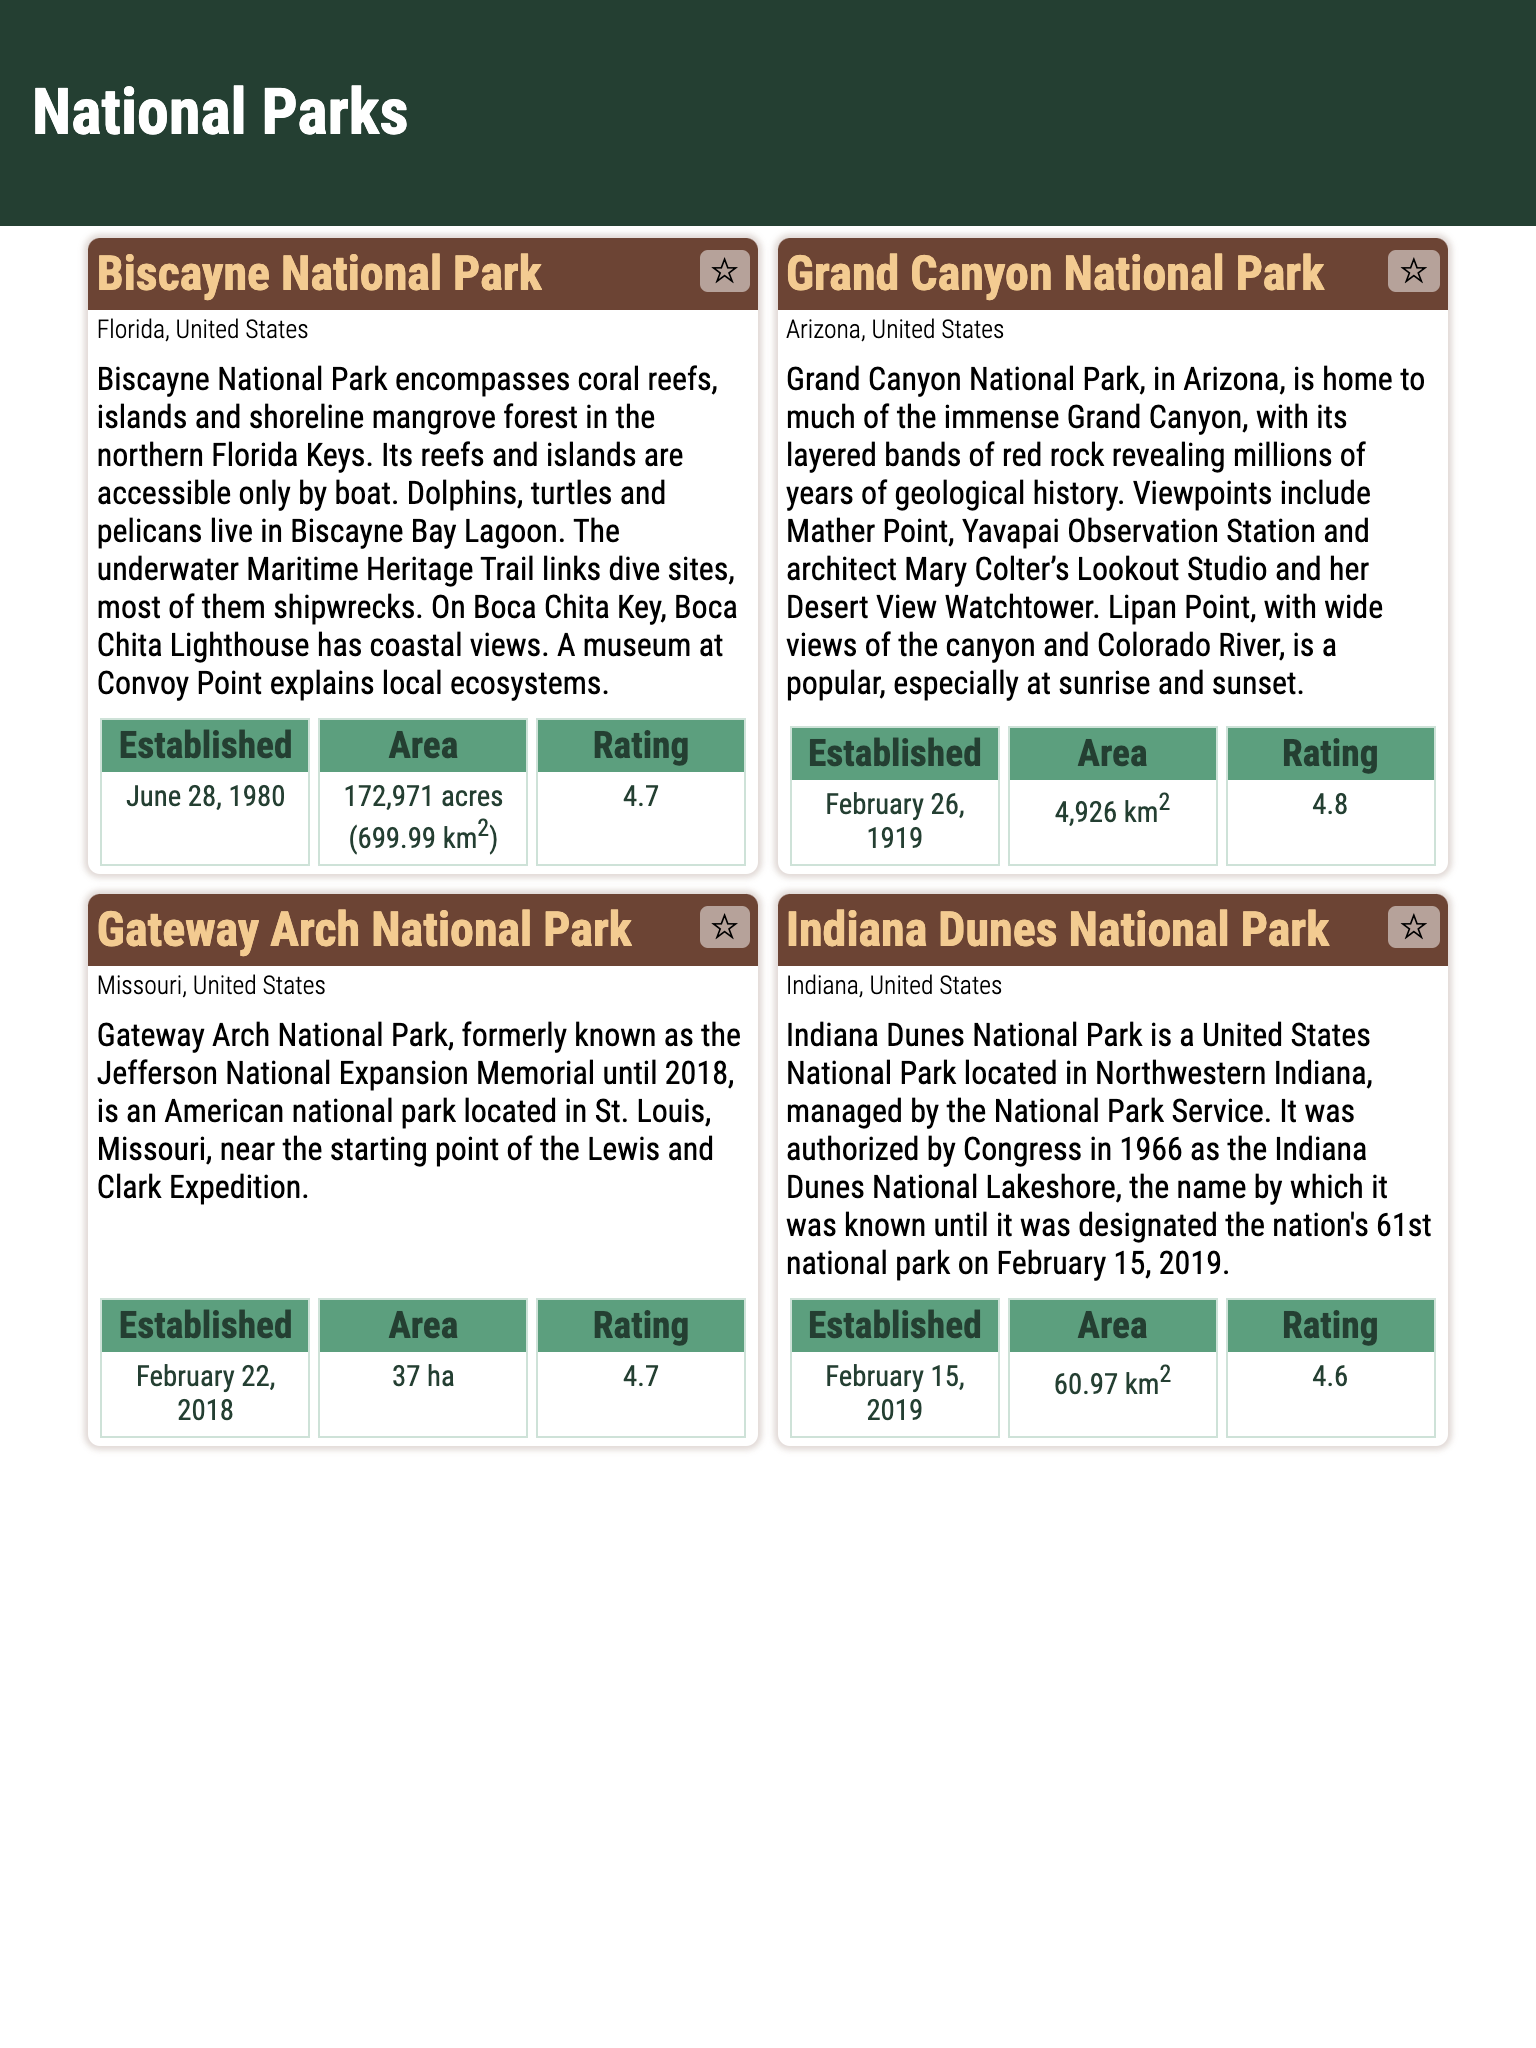 National Parks
Biscayne National Park
☆
Florida, United States
Biscayne National Park encompasses coral reefs,
islands and shoreline mangrove forest in the
northern Florida Keys. Its reefs and islands are
accessible only by boat. Dolphins, turtles and
pelicans live in Biscayne Bay Lagoon. The
underwater Maritime Heritage Trail links dive sites,
most of them shipwrecks. On Boca Chita Key, Boca
Chita Lighthouse has coastal views. A museum at
Convoy Point explains local ecosystems.
Established Area Rating
June 28, 1980 172,971 acres 4.7
(699.99 km²)
Grand Canyon National Park
☆
Arizona, United States
Grand Canyon National Park, in Arizona, is home to
much of the immense Grand Canyon, with its
layered bands of red rock revealing millions of
years of geological history. Viewpoints include
Mather Point, Yavapai Observation Station and
architect Mary Colter’s Lookout Studio and her
Desert View Watchtower. Lipan Point, with wide
views of the canyon and Colorado River, is a
popular, especially at sunrise and sunset.
Established Area Rating
February 26, 4,926 km² 4.8
1919
Gateway Arch National Park
☆
Missouri, United States
Gateway Arch National Park, formerly known as the
Jefferson National Expansion Memorial until 2018,
is an American national park located in St. Louis,
Missouri, near the starting point of the Lewis and
Clark Expedition.
Established Area Rating
February 22, 37 ha 4.7
2018
Indiana Dunes National Park
☆
Indiana, United States
Indiana Dunes National Park is a United States
National Park located in Northwestern Indiana,
managed by the National Park Service. It was
authorized by Congress in 1966 as the Indiana
Dunes National Lakeshore, the name by which it
was known until it was designated the nation's 61st
national park on February 15, 2019.
Established Area Rating
February 15, 60.97 km² 4.6
2019